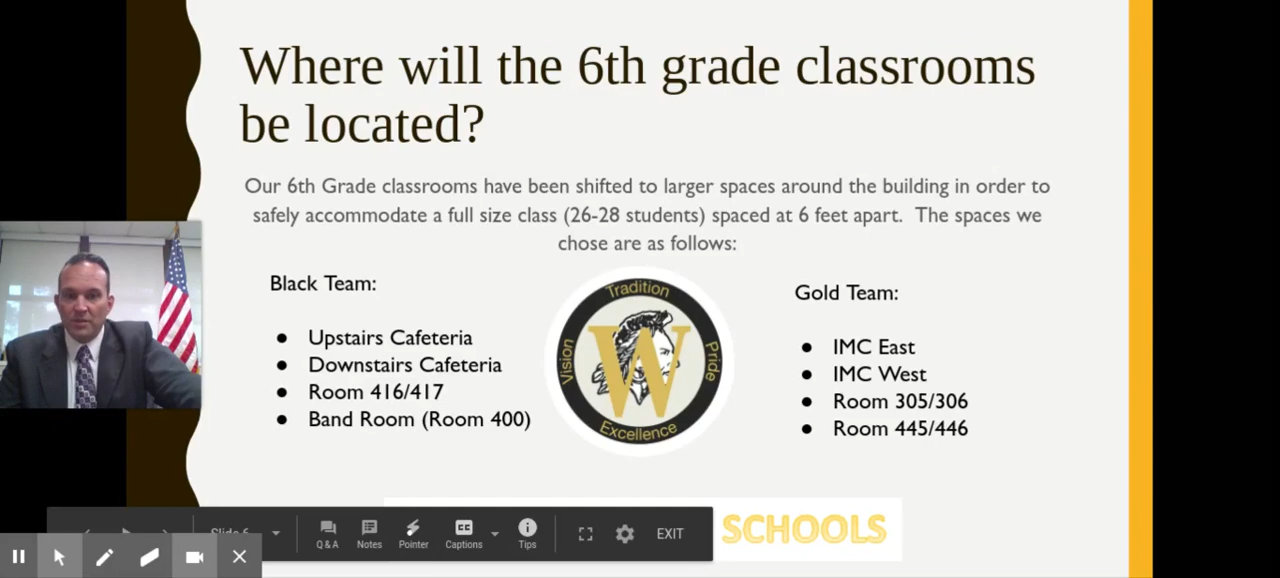 Where will the 6th grade classrooms
be located?
Our 6th Grade classrooms have been shifted to larger spaces around the building in order to
safely accommodate a full size class (26-28 students) spaced at 6 feet apart.  The spaces we
chose are as follows:
Black Team:
● Upstairs Cafeteria
● Downstairs Cafeteria
● Room 416/417
● Band Room (Room 400)
Tradition
Vision
W
Pride
Excellence
Gold Team:
● IMC East
● IMC West
● Room 305/306
● Room 445/446
SCHOOLS
Slide 6
Q & A
Notes
Pointer
CC
Captions
Tips
EXIT